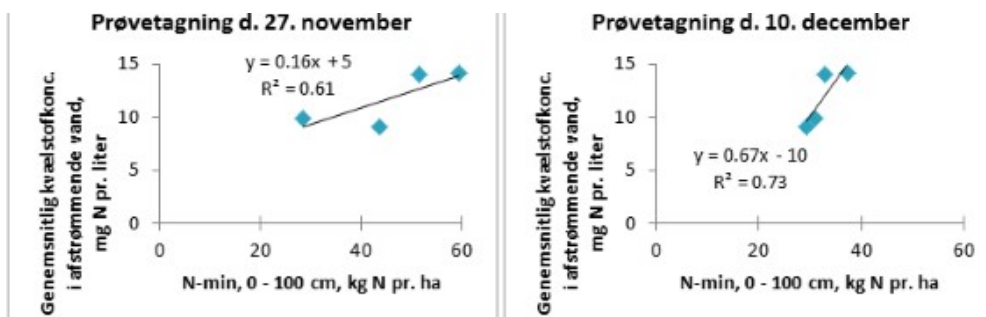 Prøvetagning d. 27. november
y = 0.16x + 5
R² = 0.61
15
10
5
0
0 20 40 60
Genemsnitlig kvælstofkonc.
i afstrømmende vand,
mg N pr. liter
N-min, 0 - 100 cm, kg N pr. ha
Prøvetagning d. 10. december
y = 0.67x - 10
R² = 0.73
15
10
5
0
0 20 40 60
Genemsnitlig kvælstofkonc.
i afstrømmende vand,
mg N pr. liter
N-min, 0 - 100 cm, kg N pr. ha